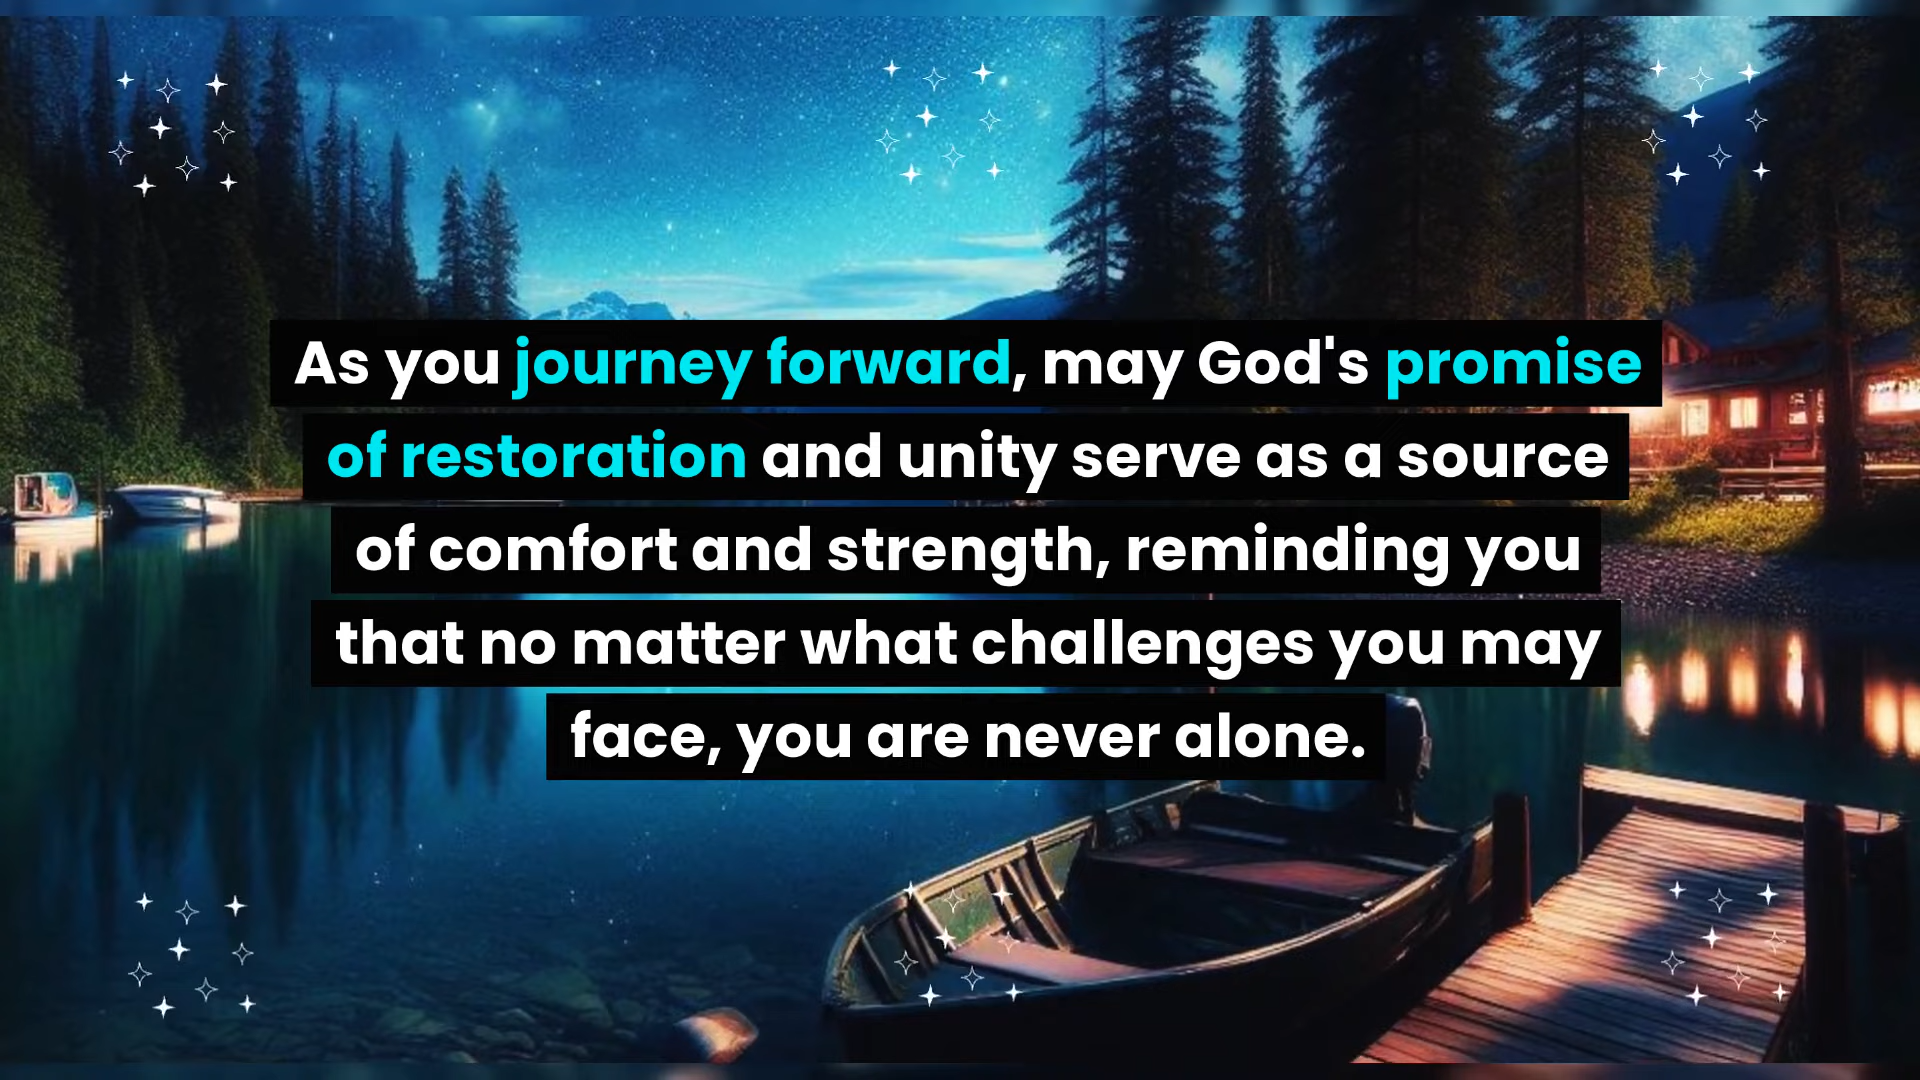 As you journey forward, may God's promise
of restoration and unity serve as a source
of comfort and strength, reminding you
that no matter what challenges you may
face, you are never alone.